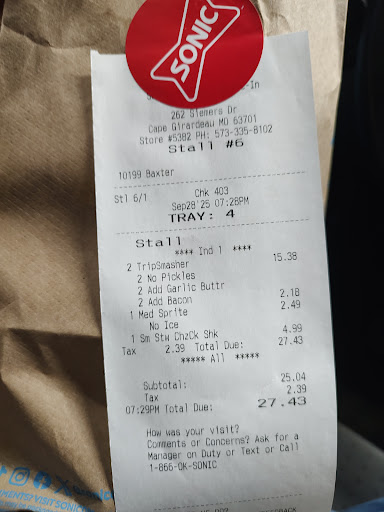 SONIC
-In
262 Siemers Dr
Cape Girardeau MO 63701
Store #5382 PH: 573-335-8102
Stall #6
10199 Baxter
Stl 6/1 Chk 403
Sep28'25 07:28PM
TRAY: 4
Stall
**** Ind 1 ****
2 TripSmasher 15.38
2 No Pickles
2 Add Garlic Buttr
2 Add Bacon 2.18
1 Med Sprite 2.49
No Ice
1 Sm Stw ChzCk Shk 4.99
Tax 2.39 Total Due: 27.43
***** All *****
Subtotal: 25.04
Tax 2.39
07:29PM Total Due: 27.43
How was your visit?
Comments or Concerns? Ask for a
Manager on Duty or Text or Call
1-866-OK-SONIC